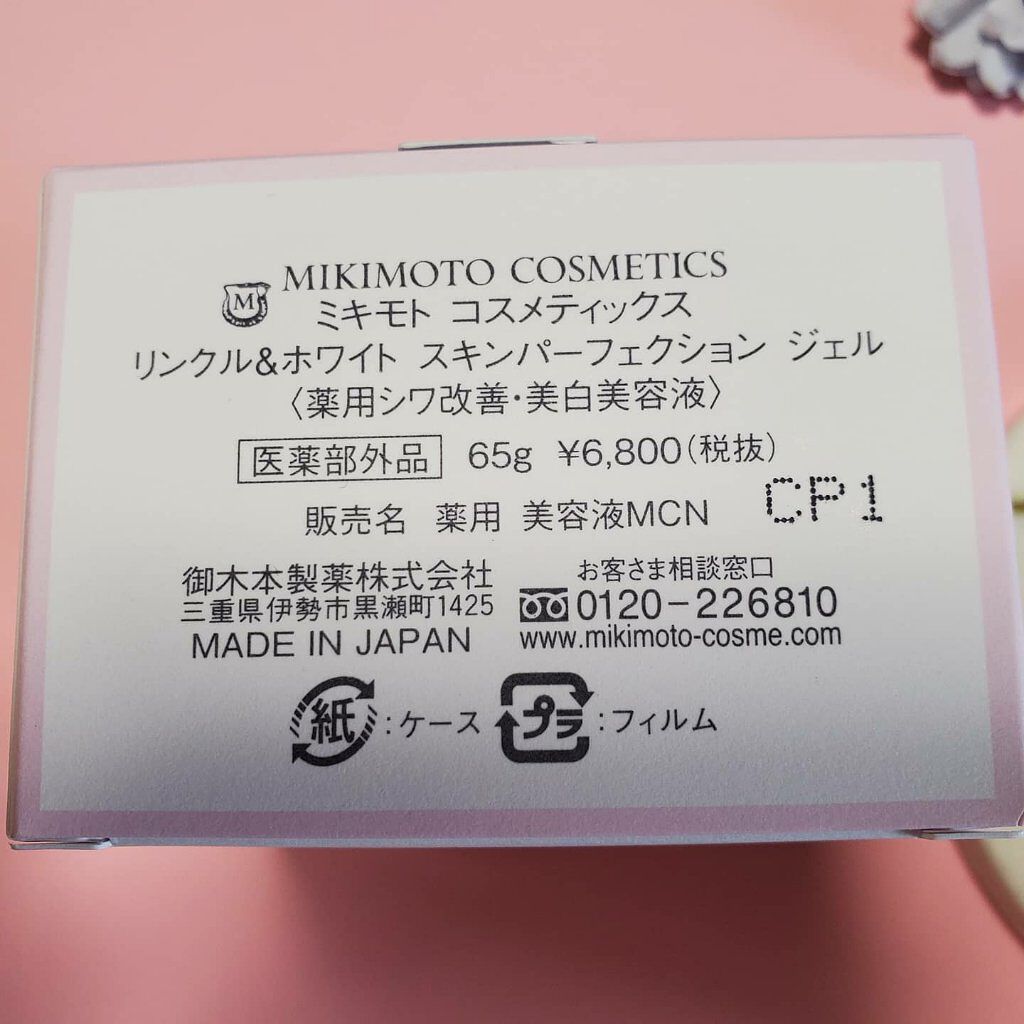 MIKIMOTO COSMETICS
M
ミキモト コスメティックス
リンクル&ホワイト スキンパーフェクション ジェル
〈薬用シワ改善・美白美容液〉
医薬部外品 65g ¥6,800(税抜)
CP1
販売名 薬用 美容液MCN
御木本製薬株式会社
三重県伊勢市黒瀬町1425
MADE IN JAPAN
お客さま相談窓口
0120-226810
www.mikimoto-cosme.com
紙:ケース プラ:フィルム